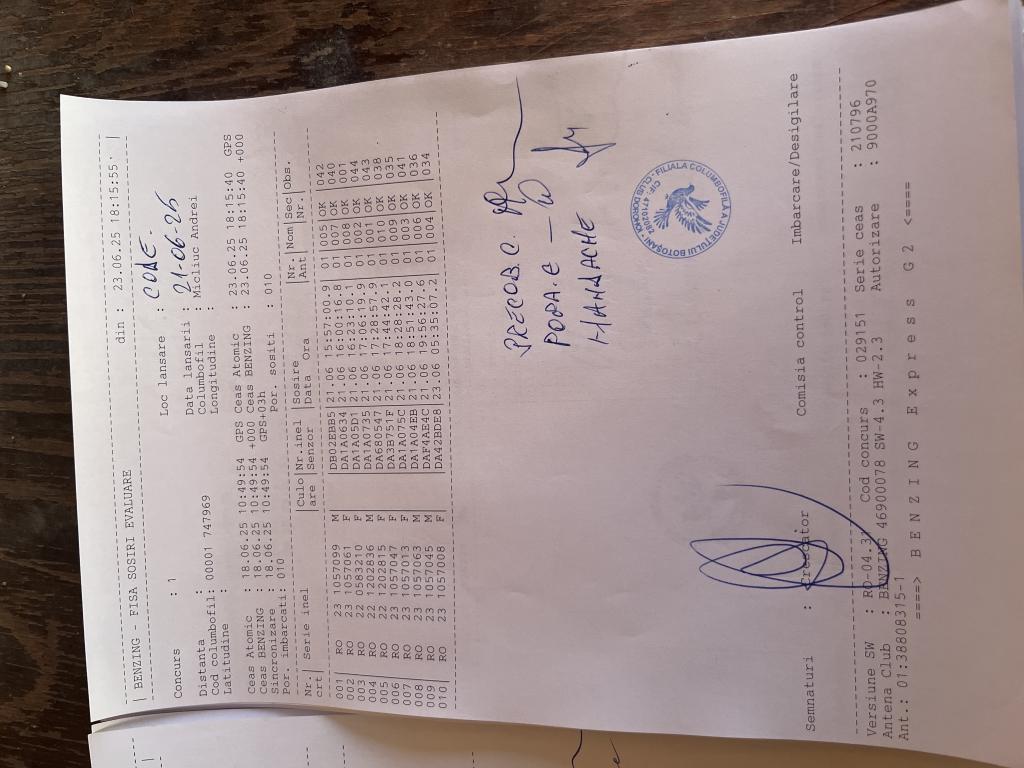 BENZING - FISA SOSIRI EVALUARE din : 23.06.25 18:15:55
Concurs : 1 Loc lansare : CODE.
Data lansarii : 21-06-25
Distanta : Columbofil : Miciluc Andrei
Cod columbofil: 00001 747969 Longitudine :
Latitudine :
Ceas Atomic : 18.06.25 10:49:54 GPS Ceas Atomic : 23.06.25 18:15:40 GPS
Ceas BENZING : 18.06.25 10:49:54 +000 Ceas BENZING : 23.06.25 18:15:40 +000
Sincronizare : 18.06.25 10:49:54 GPS+03h
Por. imbarcati: 010 Por. sositi : 010
Nr. | Serie inel | Culo | Nr.inel | Sosire | Nr. | Nom | Sec | Obs.
crt | are | Senzor | Data Ora | Ant | Nr. |
001 RO 23 1057099 M DB02EBB5 21.06 15:57:00.9 01 005 OK 042
002 RO 23 1057061 F DA1A0634 21.06 16:00:16.1 01 007 OK 040
003 RO 22 0583210 F DA1A05D1 21.06 16:33:31.8 01 008 OK 001
004 RO 22 1202836 M DA1A0735 21.06 17:06:19.9 01 002 OK 044
005 RO 22 1202815 F DA680547 21.06 17:28:57.9 01 001 OK 043
006 RO 23 1057047 F DA3B751F 21.06 17:44:42.1 01 010 OK 038
007 RO 23 1057043 F DA1A075C 21.06 18:28:28.2 01 003 OK 035
008 RO 23 1057063 M DA1A04EB 21.06 18:51:43.0 01 009 OK 041
009 RO 23 1057045 M DAF4AE4C 21.06 19:56:17.6 01 006 OK 036
010 RO 23 1057008 F DA42BDE8 23.06 05:35:07.2 01 004 OK 034
HANDACHE
FILIALA COLUMBOFILA A JUDETULUI BOTOSANI
CLUB DOROHOI
Semnaturi : Crescator Comisia control Imbarcare/Desigilare
Versiune SW : RO-04.31 Cod concurs : 029151 Serie ceas : 210796
Antena Club : BENZING 46900078 SW-4.3 HW-2.3 Autorizare : 9000A970
Ant.: 01:38808315-1
====> B E N Z I N G E x p r e s s G 2 <====